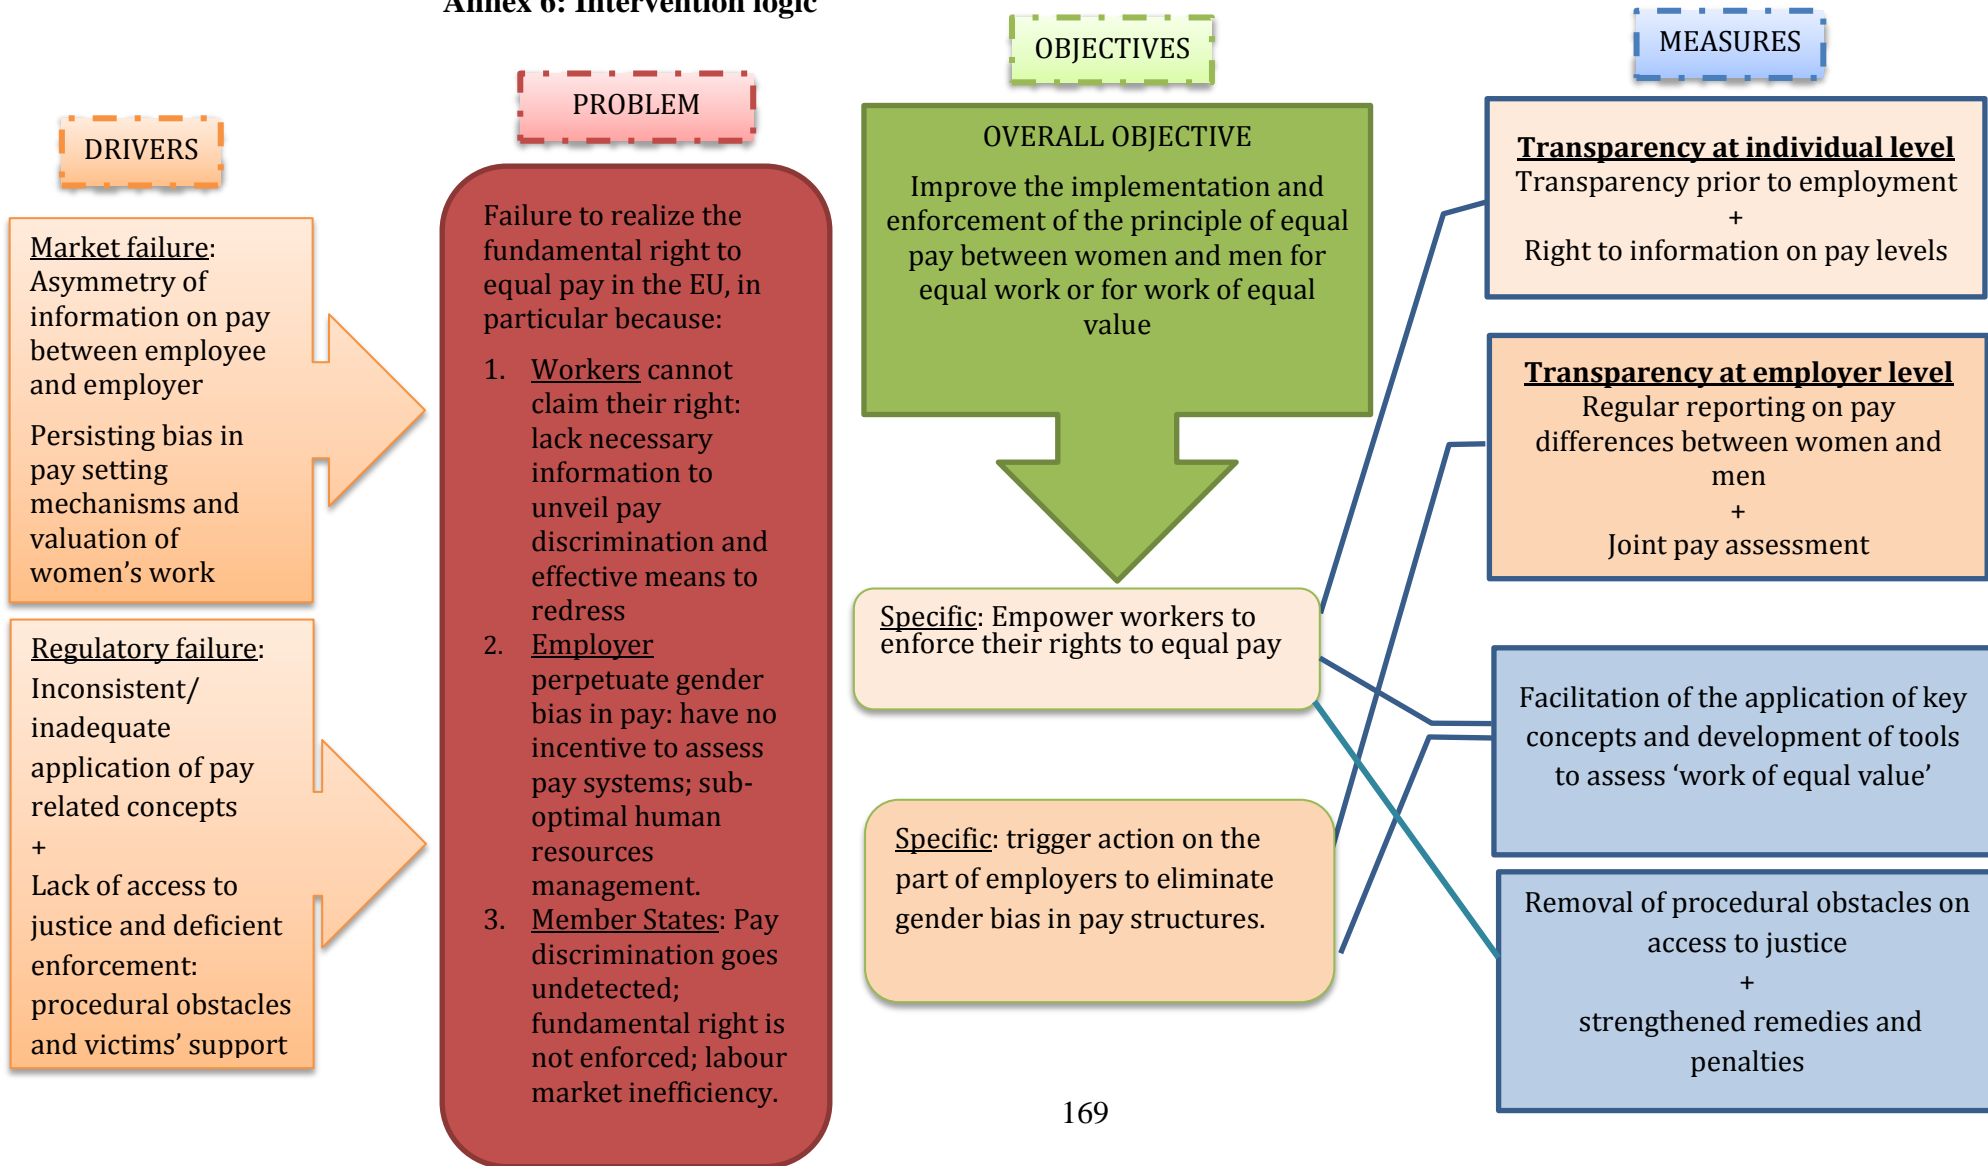 Annex 6: Intervention logic
DRIVERS
Market failure:
Asymmetry of
information on pay
between employee
and employer
Persisting bias in
pay setting
mechanisms and
valuation of
women’s work
Regulatory failure:
Inconsistent/
inadequate
application of pay
related concepts
+
Lack of access to
justice and deficient
enforcement:
procedural obstacles
and victims’ support
PROBLEM
Failure to realize the
fundamental right to
equal pay in the EU, in
particular because:
1. Workers cannot
claim their right:
lack necessary
information to
unveil pay
discrimination and
effective means to
redress
2. Employer
perpetuate gender
bias in pay: have no
incentive to assess
pay systems; sub-
optimal human
resources
management.
3. Member States: Pay
discrimination goes
undetected;
fundamental right is
not enforced; labour
market inefficiency.
OBJECTIVES
OVERALL OBJECTIVE
Improve the implementation and
enforcement of the principle of equal
pay between women and men for
equal work or for work of equal
value
Specific: Empower workers to
enforce their rights to equal pay
Specific: trigger action on the
part of employers to eliminate
gender bias in pay structures.
MEASURES
Transparency at individual level
Transparency prior to employment
+
Right to information on pay levels
Transparency at employer level
Regular reporting on pay
differences between women and
men
+
Joint pay assessment
Facilitation of the application of key
concepts and development of tools
to assess ‘work of equal value’
Removal of procedural obstacles on
access to justice
+
strengthened remedies and
penalties
169